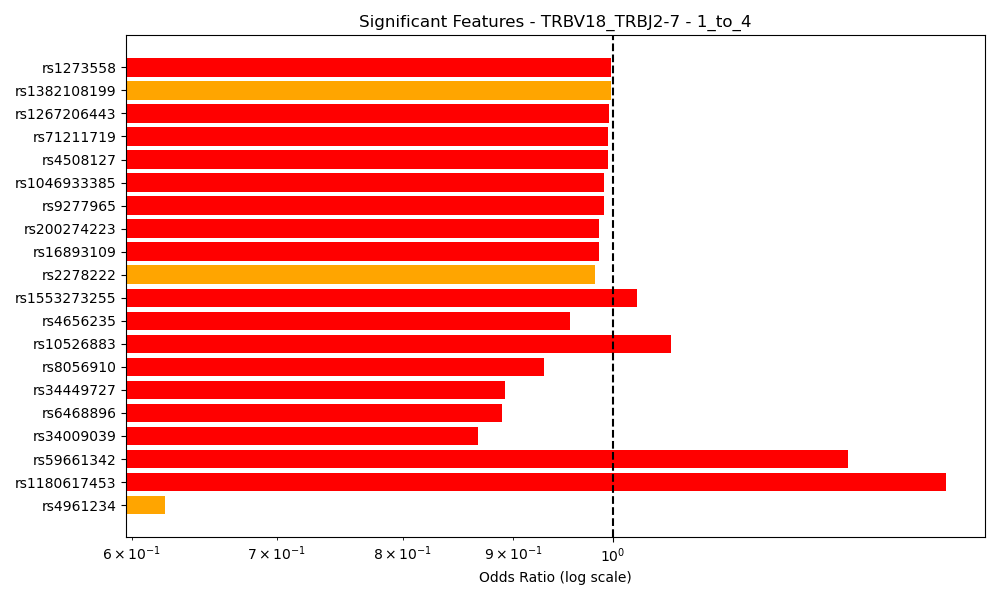 Significant Features - TRBV18_TRBJ2-7 - 1_to_4
rs1273558
rs1382108199
rs1267206443
rs71211719
rs4508127
rs1046933385
rs9277965
rs200274223
rs16893109
rs2278222
rs1553273255
rs4656235
rs10526883
rs8056910
rs34449727
rs6468896
rs34009039
rs59661342
rs1180617453
rs4961234
6 × 10⁻¹ 7 × 10⁻¹ 8 × 10⁻¹ 9 × 10⁻¹ 10⁰
Odds Ratio (log scale)